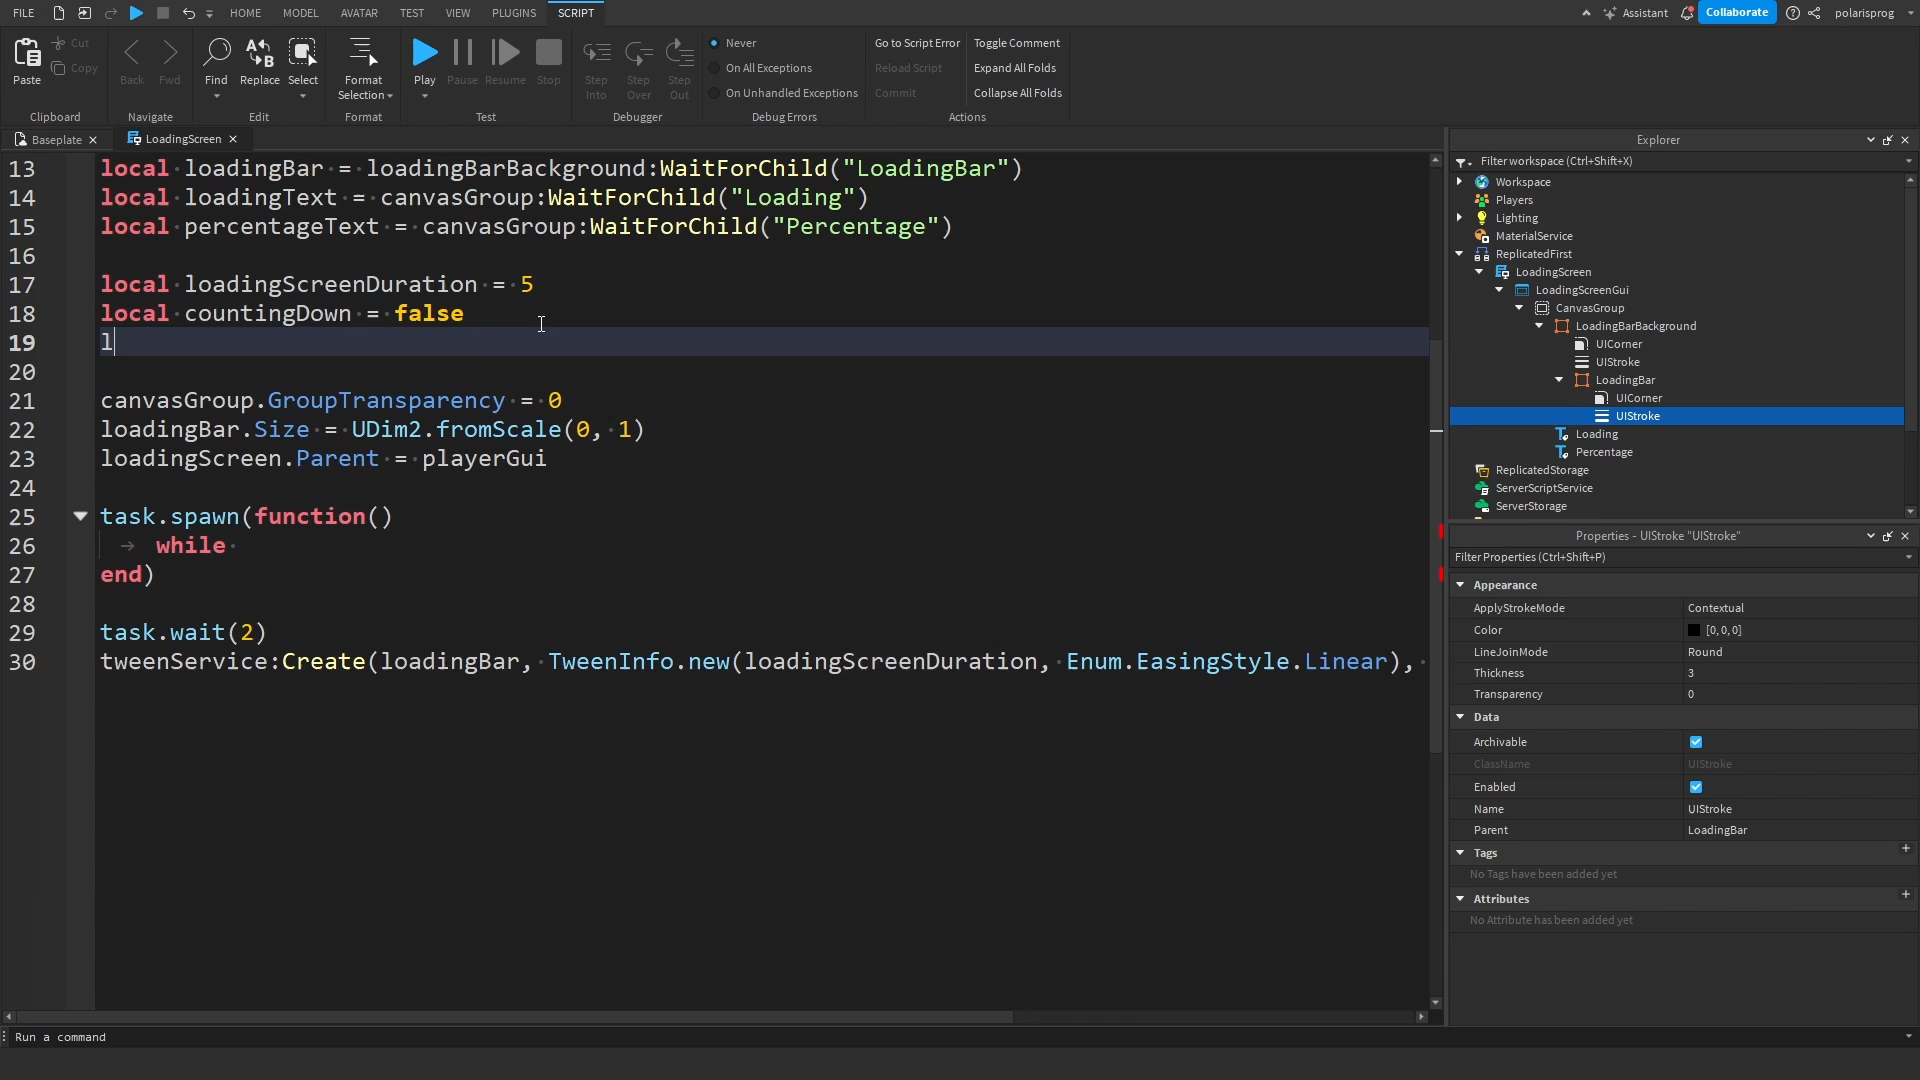 FILE HOME MODEL AVATAR TEST VIEW PLUGINS SCRIPT Assistant Collaborate polarisprog
Paste Cut Copy Back Fwd Find Replace Select Format Selection Play Pause Resume Stop Step Into Step Over Step Out
Never Go to Script Error Toggle Comment
On All Exceptions Reload Script Expand All Folds
On Unhandled Exceptions Commit Collapse All Folds
Clipboard Navigate Edit Format Test Debugger Debug Errors Actions
Baseplate LoadingScreen
13 local loadingBar = loadingBarBackground:WaitForChild("LoadingBar")
14 local loadingText = canvasGroup:WaitForChild("Loading")
15 local percentageText = canvasGroup:WaitForChild("Percentage")
16
17 local loadingScreenDuration = 5
18 local countingDown = false
19 l
20
21 canvasGroup.GroupTransparency = 0
22 loadingBar.Size = UDim2.fromScale(0, 1)
23 loadingScreen.Parent = playerGui
24
25 task.spawn(function()
26 while
27 end)
28
29 task.wait(2)
30 tweenService:Create(loadingBar, TweenInfo.new(loadingScreenDuration, Enum.EasingStyle.Linear),
Run a command
Explorer
Filter workspace (Ctrl+Shift+X)
Workspace
Players
Lighting
MaterialService
ReplicatedFirst
LoadingScreen
LoadingScreenGui
CanvasGroup
LoadingBarBackground
UICorner
UIStroke
LoadingBar
UICorner
UIStroke
Loading
Percentage
ReplicatedStorage
ServerScriptService
ServerStorage
Properties - UIStroke "UIStroke"
Filter Properties (Ctrl+Shift+P)
Appearance
ApplyStrokeMode Contextual
Color [0,0,0]
LineJoinMode Round
Thickness 3
Transparency 0
Data
Archivable
ClassName UIStroke
Enabled
Name UIStroke
Parent LoadingBar
Tags
No Tags have been added yet
Attributes
No Attribute has been added yet